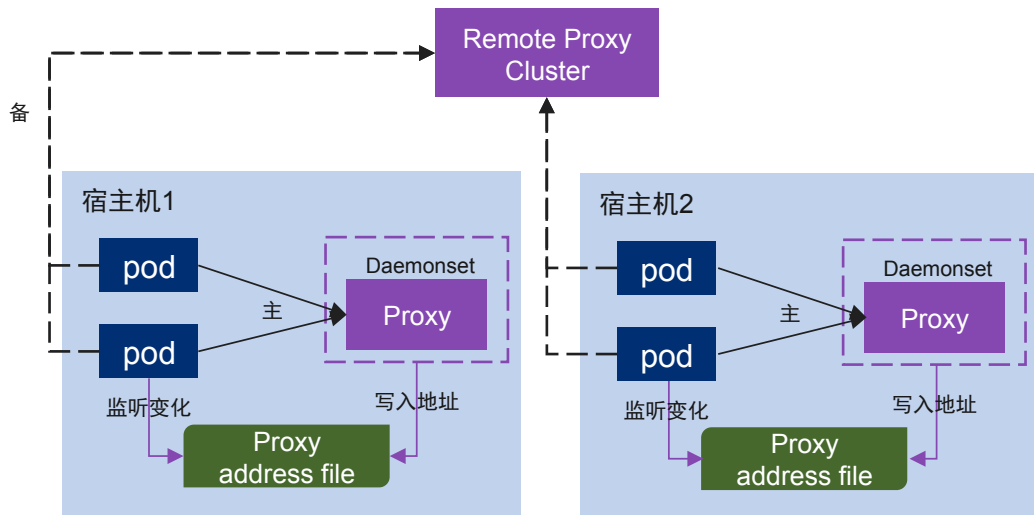 Remote Proxy
Cluster
备
宿主机1
pod
Daemonset
Proxy
主
pod
监听变化
写入地址
Proxy
address file
宿主机2
pod
Daemonset
Proxy
主
pod
监听变化
写入地址
Proxy
address file